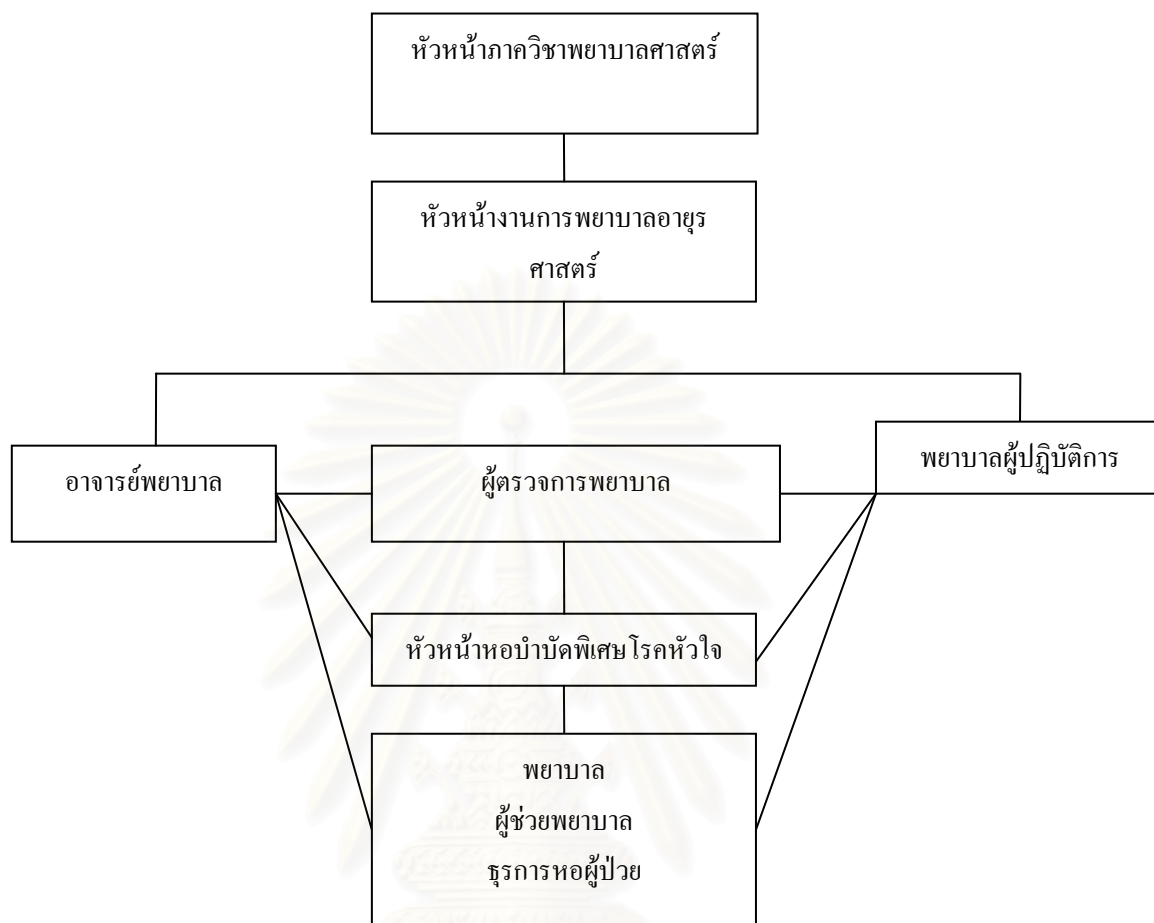 หัวหน้าภาควิชาพยาบาลศาสตร์
หัวหน้างานการพยาบาลอายุร
ศาสตร์
อาจารย์พยาบาล
ผู้ตรวจการพยาบาล
พยาบาลผู้ปฏิบัติการ
หัวหน้าหอบำบัดพิเศษโรคหัวใจ
พยาบาล
ผู้ช่วยพยาบาล
ธุรการหอผู้ป่วย